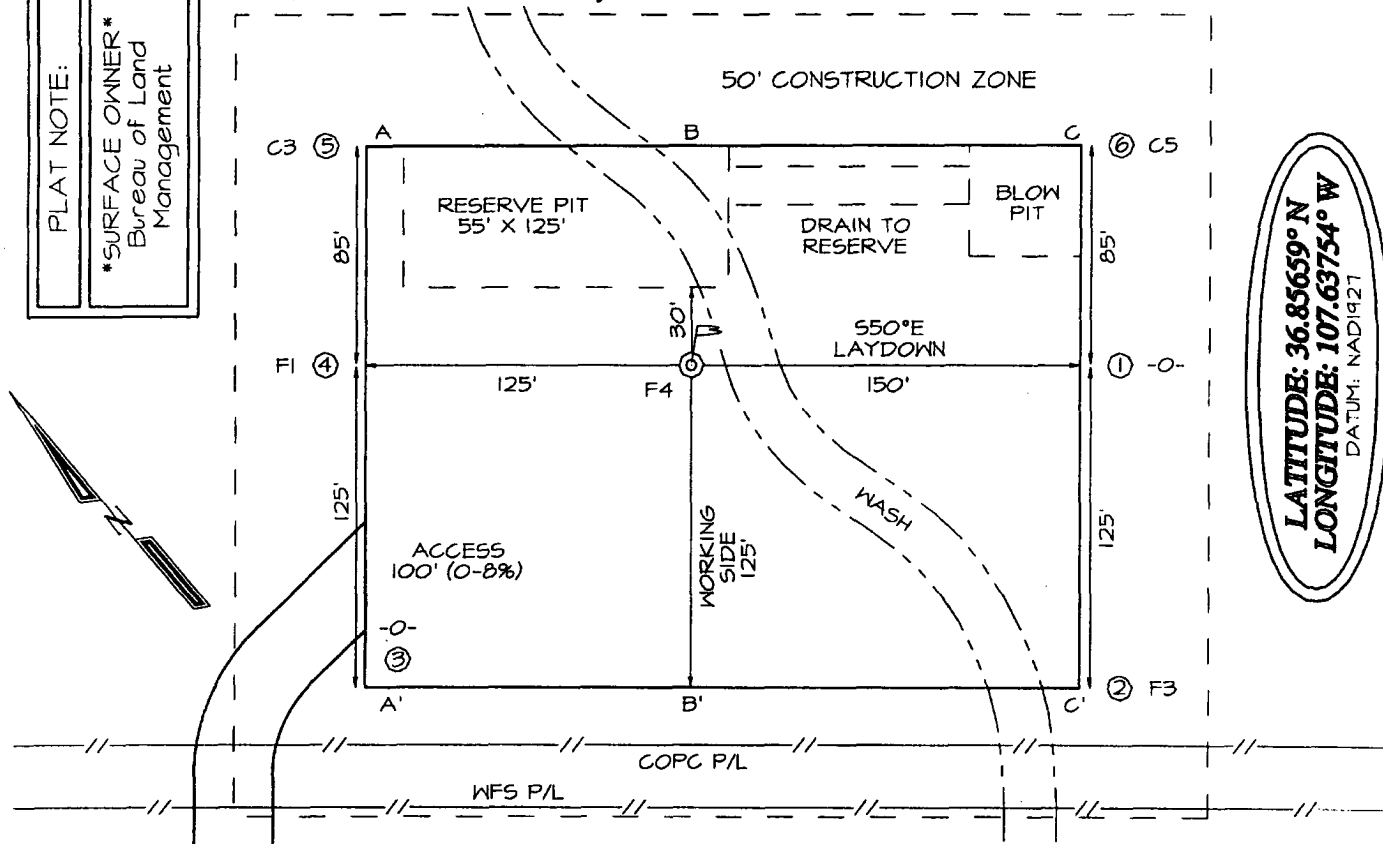 PLAT NOTE:
*SURFACE OWNER*
Bureau of Land
Management
50' CONSTRUCTION ZONE
A
B
C
C3 ⑤
⑥ C5
RESERVE PIT
55' X 125'
DRAIN TO
RESERVE
BLOW
PIT
85'
85'
30'
S50°E
LAYDOWN
F1 ④
125'
F4
150'
① -0-
LATITUDE: 36.85659° N
LONGITUDE: 107.63754° W
DATUM: NAD1927
N
125'
ACCESS
100' (0-8%)
WORKING
SIDE
125'
WASH
125'
-0-
③
A'
B'
C'
② F3
COPC P/L
WFS P/L